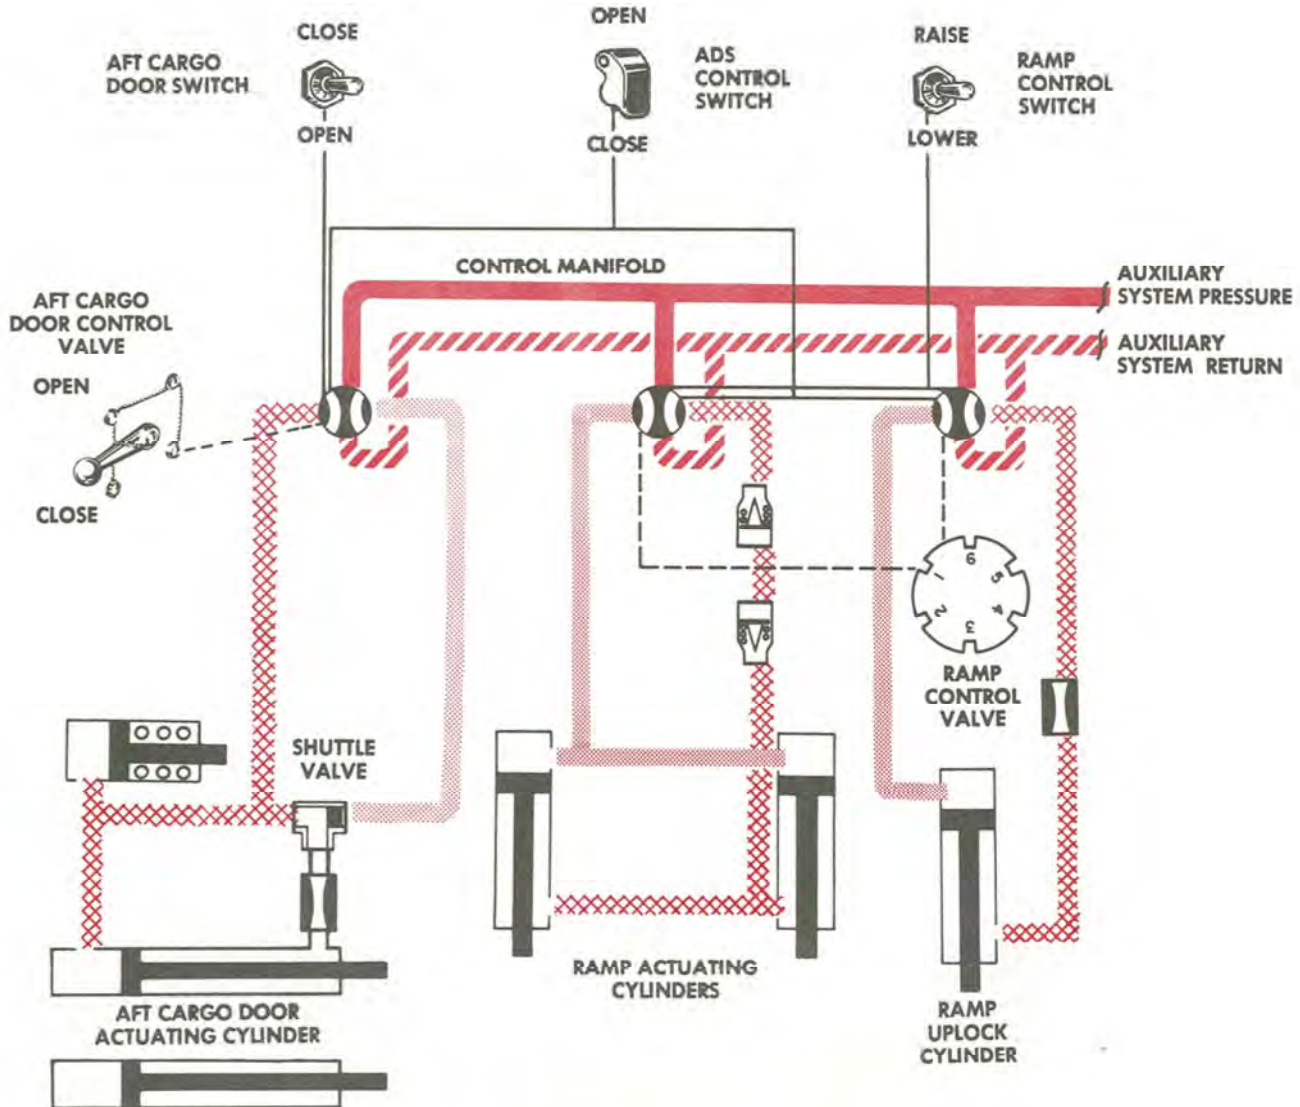 CLOSE
AFT CARGO
DOOR SWITCH
OPEN
OPEN
ADS
CONTROL
SWITCH
CLOSE
RAISE
RAMP
CONTROL
SWITCH
LOWER
CONTROL MANIFOLD
AUXILIARY
SYSTEM PRESSURE
AUXILIARY
SYSTEM RETURN
AFT CARGO
DOOR CONTROL
VALVE
OPEN
CLOSE
1
2
3
4
5
6
RAMP
CONTROL
VALVE
SHUTTLE
VALVE
AFT CARGO DOOR
ACTUATING CYLINDER
RAMP ACTUATING
CYLINDERS
RAMP
UPLOCK
CYLINDER